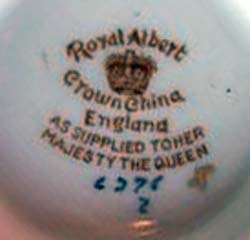 Royal Albert
Crown China
England
AS SUPPLIED TO HER
MAJESTY THE QUEEN
2